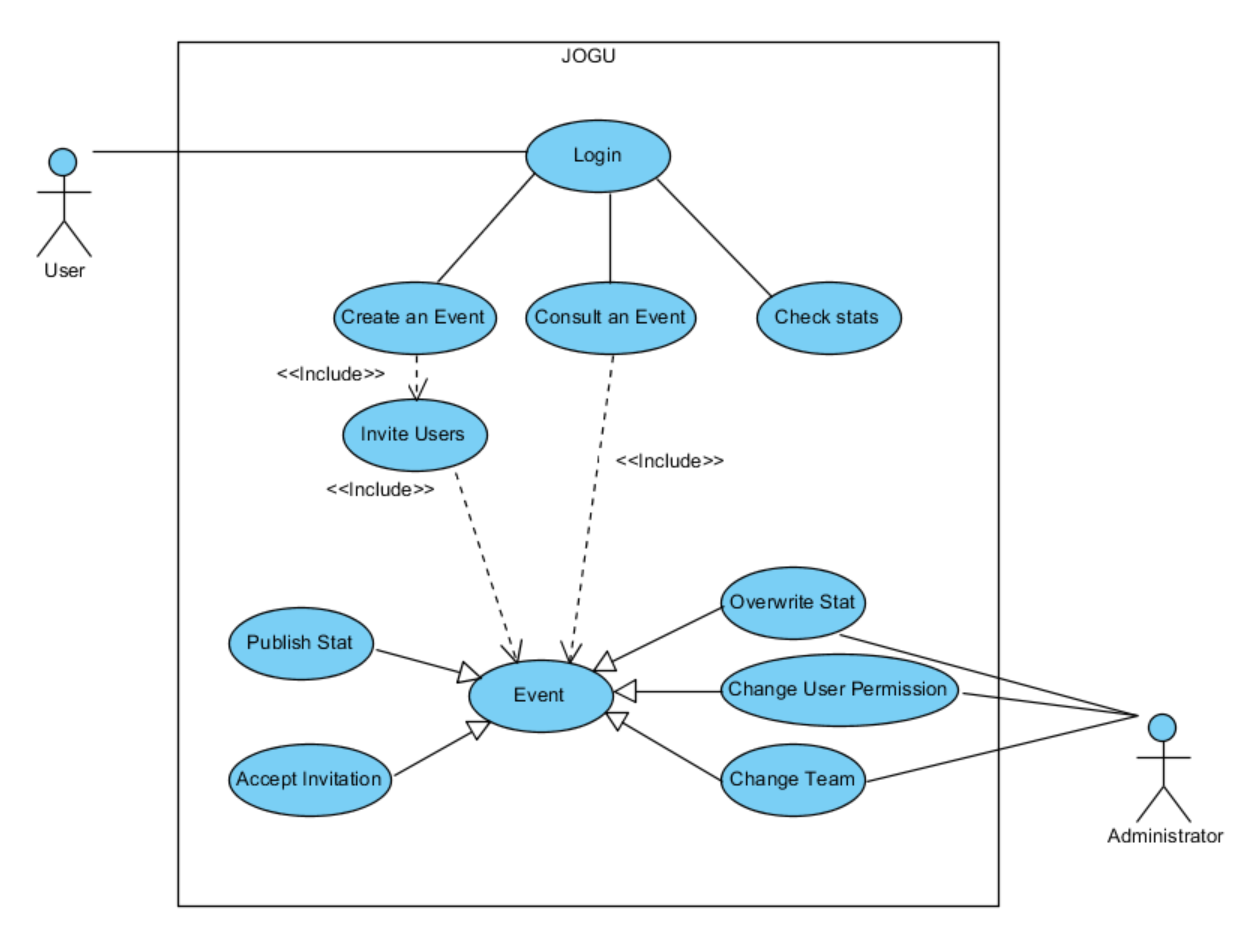 JOGU
Login
User
Create an Event
Consult an Event
Check stats
<<Include>>
Invite Users
<<Include>>
<<Include>>
Overwrite Stat
Publish Stat
Event
Change User Permission
Accept Invitation
Change Team
Administrator